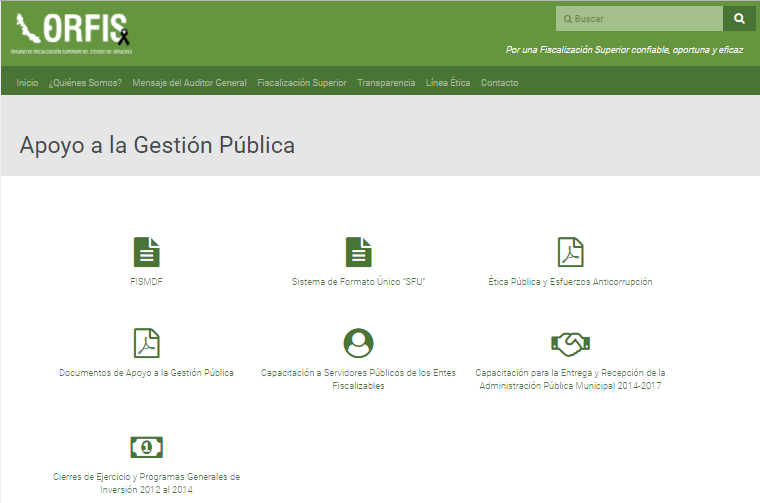 ORFIS
ÓRGANO DE FISCALIZACIÓN SUPERIOR DEL ESTADO DE VERACRUZ
Buscar
Por una Fiscalización Superior confiable, oportuna y eficaz
Inicio ¿Quiénes Somos? Mensaje del Auditor General Fiscalización Superior Transparencia Línea Ética Contacto
Apoyo a la Gestión Pública
FISMDF
Sistema de Formato Único "SFU"
Ética Pública y Esfuerzos Anticorrupción
Documentos de Apoyo a la Gestión Pública
Capacitación a Servidores Públicos de los Entes
Fiscalizables
Capacitación para la Entrega y Recepción de la
Administración Pública Municipal 2014-2017
1
Cierres de Ejercicio y Programas Generales de
Inversión 2012 al 2014